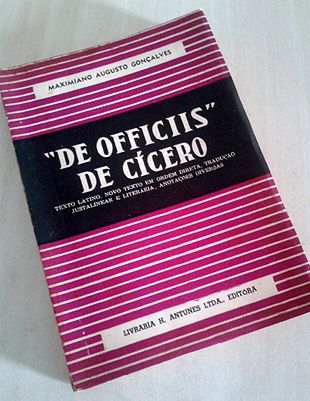 MAXIMIANO AUGUSTO GONÇALVES
"DE OFFICIIS"
DE CÍCERO
TEXTO LATINO, NOVO TEXTO EM ORDEM DIRETA, TRADUÇÃO
JUSTALINEAR E LITERÁRIA, ANOTAÇÕES DIVERSAS
LIVRARIA H. ANTUNES LTDA., EDITORA